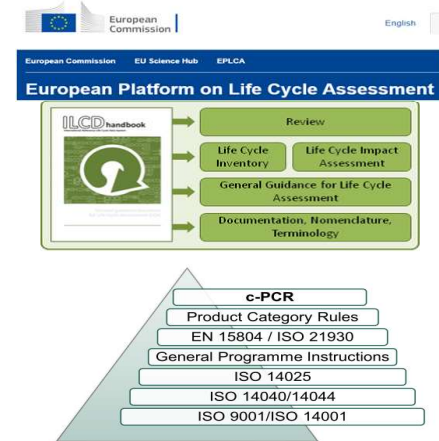 European
Commission
English
European Commission EU Science Hub EPLCA
European Platform on Life Cycle Assessment
ILCD handbook
Review
Life Cycle
Inventory
Life Cycle Impact
Assessment
General Guidance for Life Cycle
Assessment
Documentation, Nomenclature,
Terminology
c-PCR
Product Category Rules
EN 15804 / ISO 21930
General Programme Instructions
ISO 14025
ISO 14040/14044
ISO 9001/ISO 14001